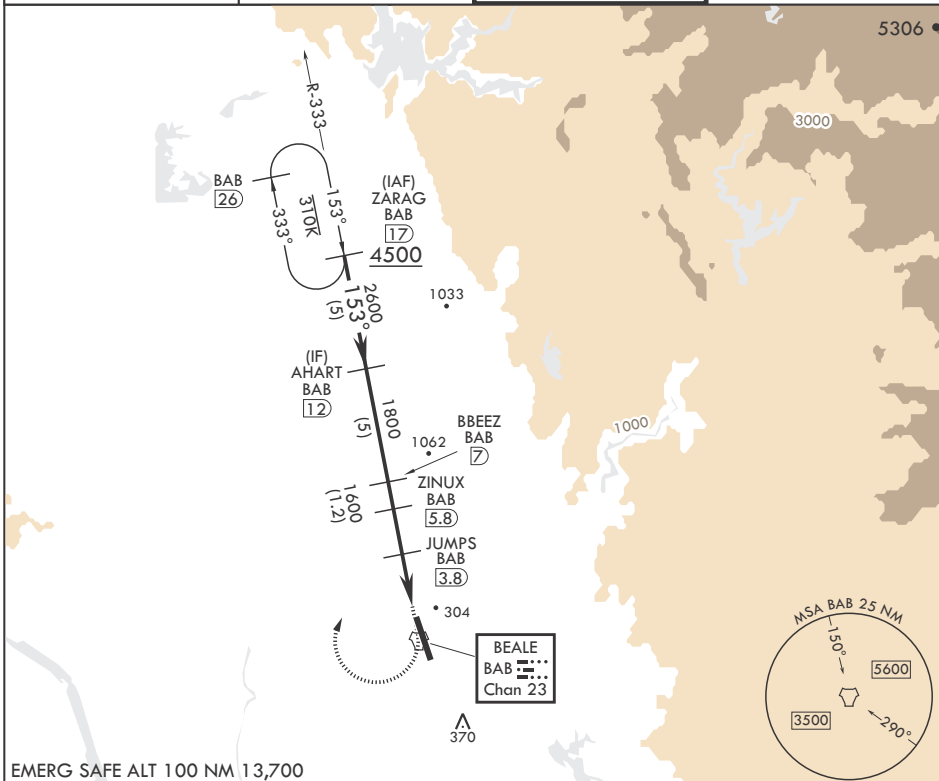 5306
3000
R-333
BAB
26
310K
153°
333°
(IAF)
ZARAG
BAB
17
4500
2600
153°
(5)
1033
(IF)
AHART
BAB
12
1800
(5)
1000
1062
BBEEZ
BAB
7
1600
(1.2)
ZINUX
BAB
5.8
JUMPS
BAB
3.8
304
BEALE
BAB
Chan 23
370
MSA BAB 25 NM
150°
5600
3500
290°
EMERG SAFE ALT 100 NM 13,700